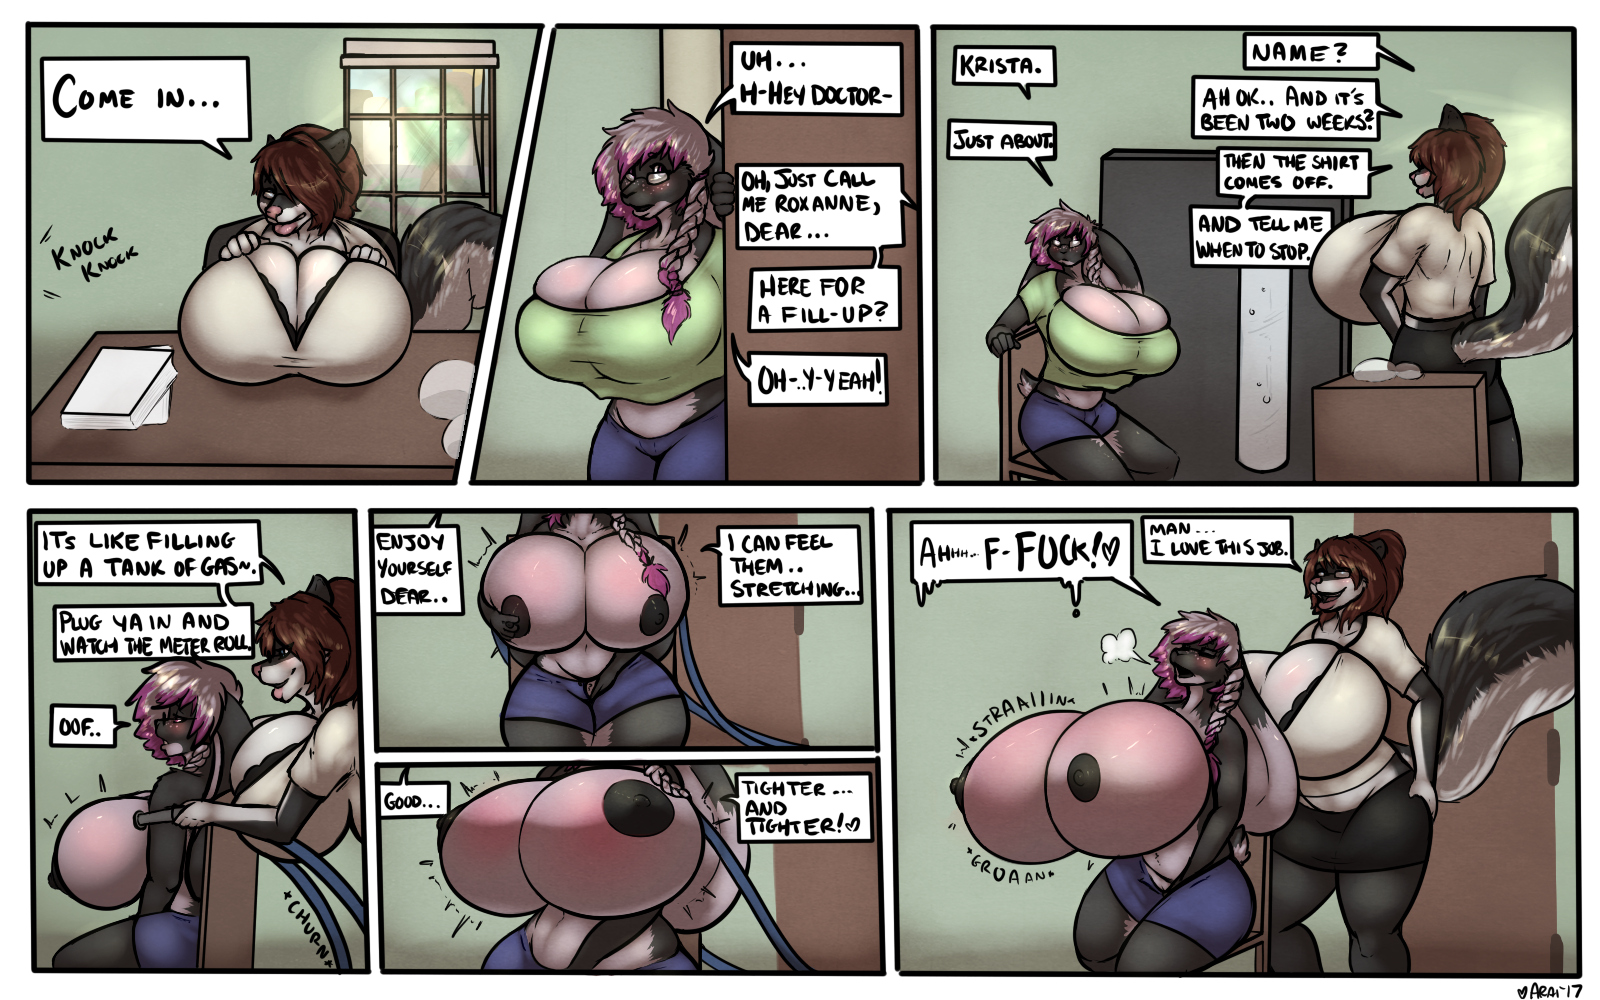 COME IN...
KNOCK
KNOCK
UH...
H-HEY DOCTOR-
OH, JUST CALL
ME ROXANNE,
DEAR...
HERE FOR
A FILL-UP?
OH-..Y-YEAH!
NAME?
KRISTA.
AH OK.. AND IT'S
BEEN TWO WEEKS?
JUST ABOUT.
THEN THE SHIRT
COMES OFF.
AND TELL ME
WHEN TO STOP.
ITS LIKE FILLING
UP A TANK OF GAS~.
PLUG YA IN AND
WATCH THE METER ROLL.
OOF..
*CHURN*
ENJOY
YOURSELF
DEAR..
I CAN FEEL
THEM..
STRETCHING...
GOOD...
TIGHTER...
AND
TIGHTER!♡
AHHH... F-FUCK!♡
MAN...
I LOVE THIS JOB.
*STRAAIIIN*
*GROAAN*
♡ARAI-17